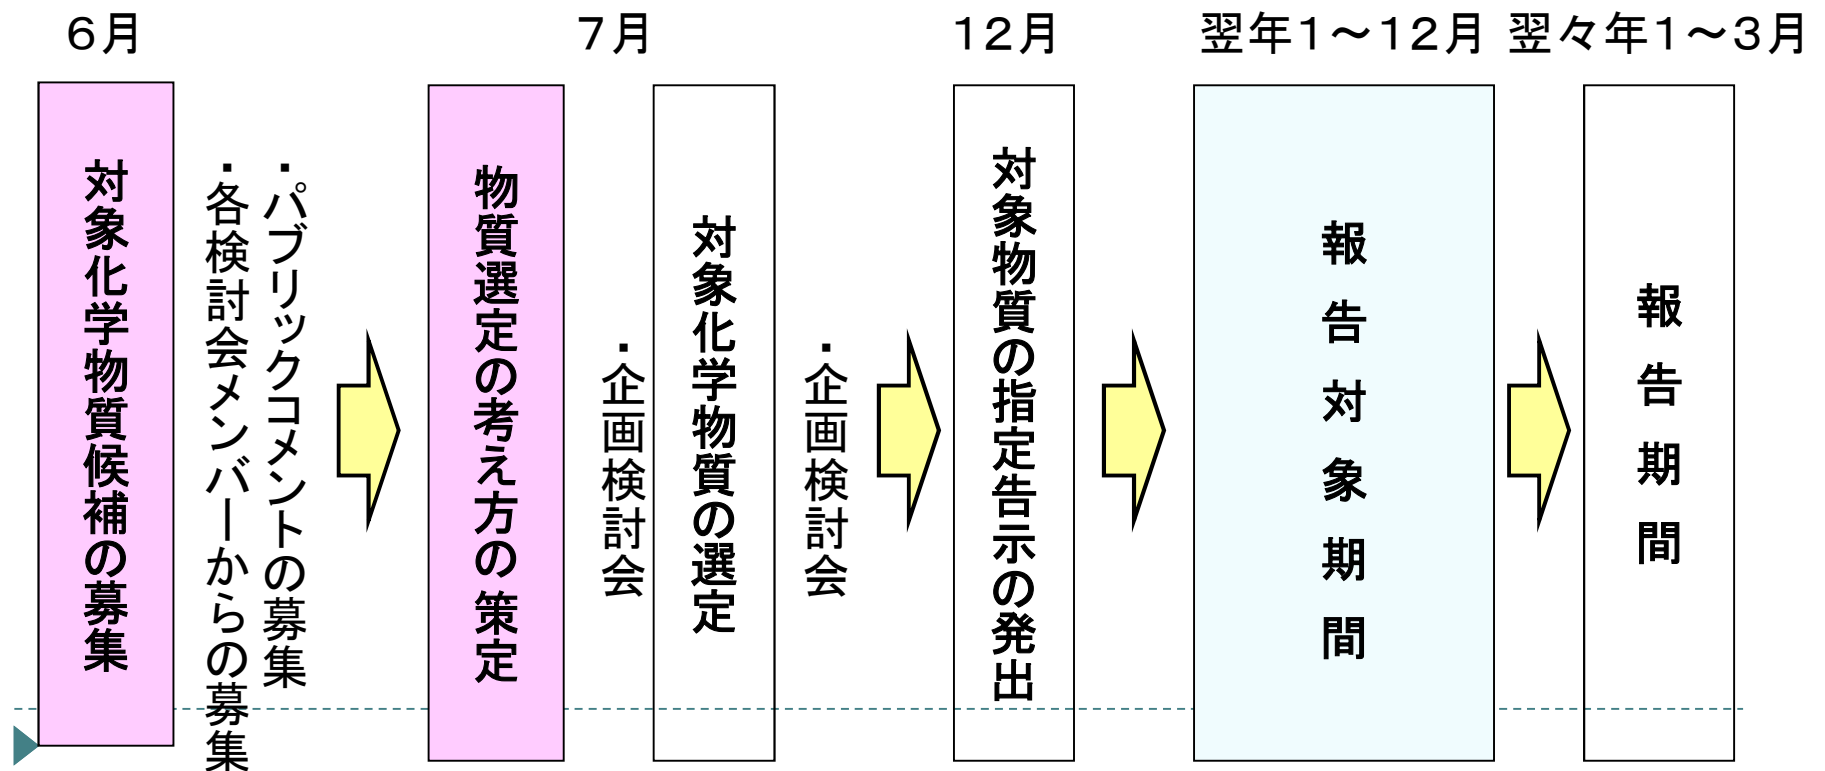 6月
7月
12月
翌年1～12月
翌々年1～3月
対象化学物質候補の募集
・パブリックコメントの募集
・各検討会メンバーからの募集
物質選定の考え方の策定
・企画検討会
対象化学物質の選定
・企画検討会
対象物質の指定告示の発出
報告対象期間
報告期間